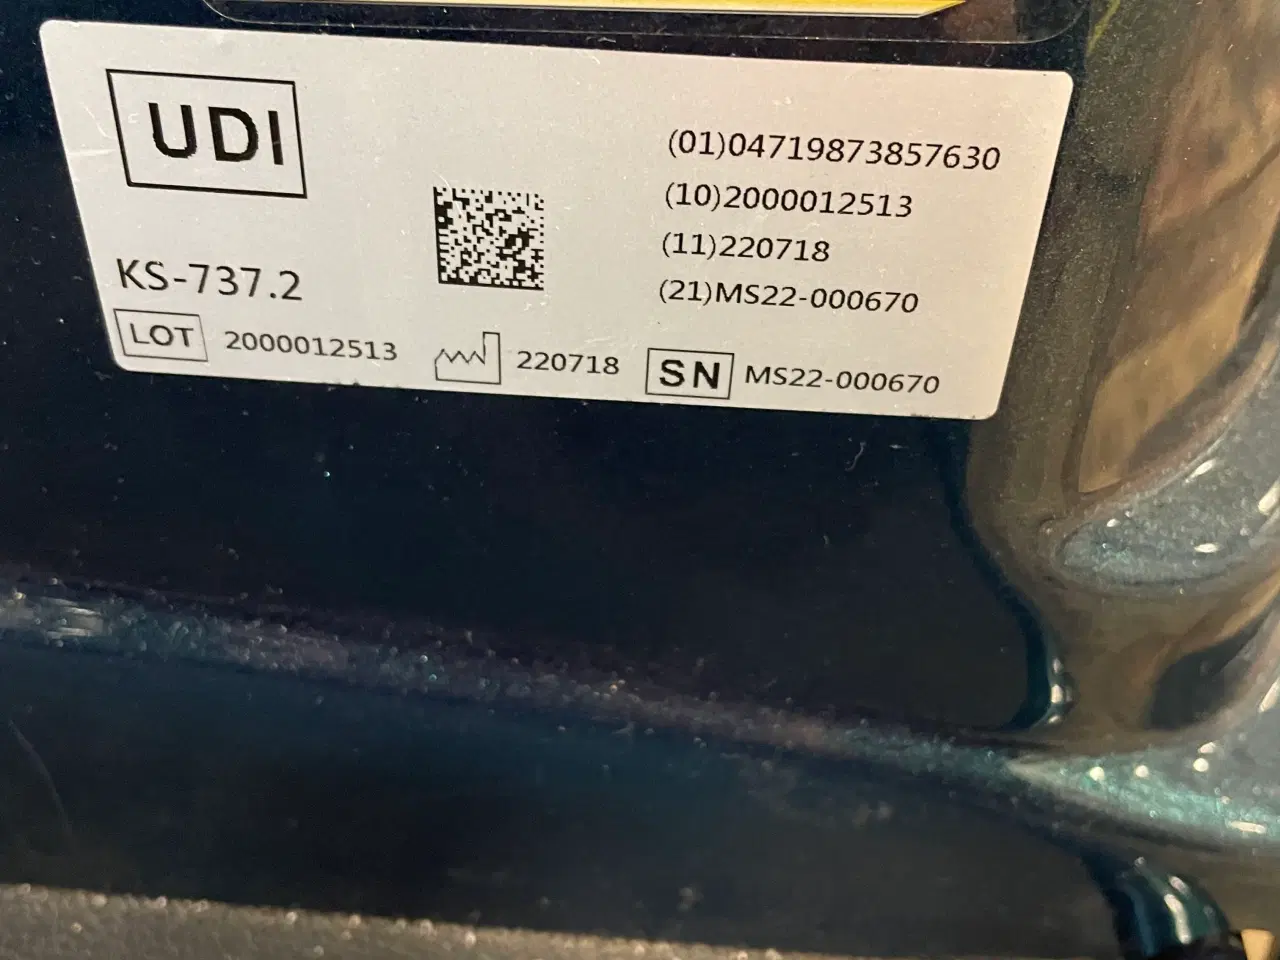 UDI
(01)04719873857630
(10)2000012513
(11)220718
(21)MS22-000670
KS-737.2
LOT 2000012513 220718 SN MS22-000670